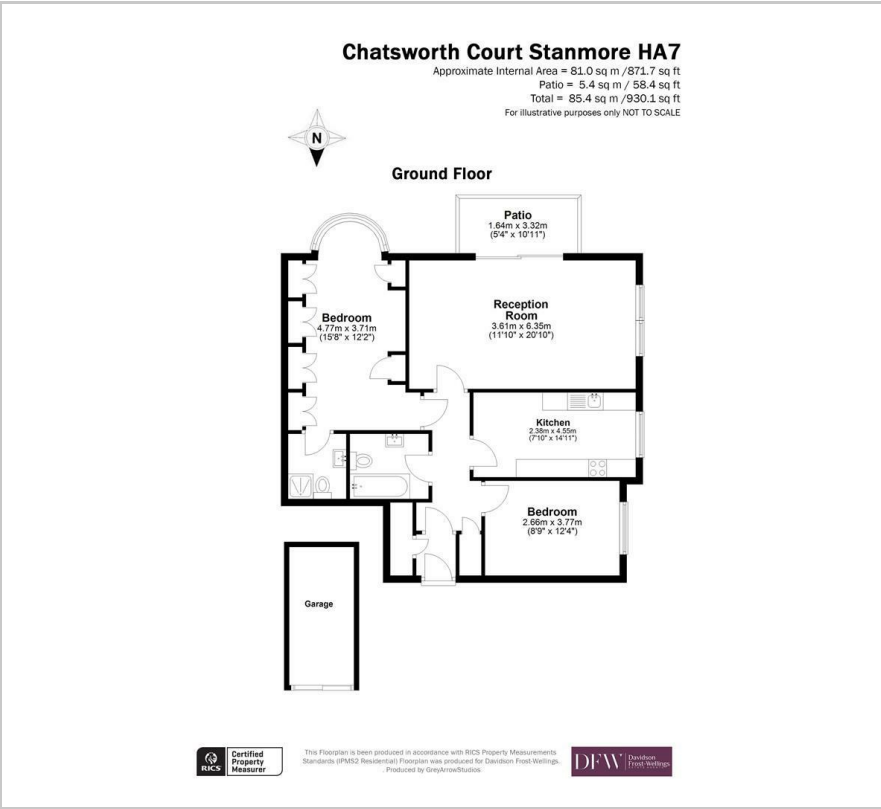 Chatsworth Court Stanmore HA7
Approximate Internal Area = 81.0 sq m /871.7 sq ft
Patio = 5.4 sq m / 58.4 sq ft
Total = 85.4 sq m /930.1 sq ft
For illustrative purposes only NOT TO SCALE
N
Ground Floor
Patio
1.64m x 3.32m
(5'4" x 10'11")
Bedroom
4.77m x 3.71m
(15'8" x 12'2")
Reception
Room
3.61m x 6.35m
(11'10" x 20'10")
Kitchen
2.38m x 4.55m
(7'10" x 14'11")
Bedroom
2.66m x 3.77m
(8'9" x 12'4")
Garage
RICS
Certified
Property
Measurer
This Floorplan is been produced in accordance with RICS Property Measurements
Standards (IPMS2 Residential) Floorplan was produced for Davidson Frost-Wellings.
. Produced by GreyArrowStudios
DFW
Davidson
Frost-Wellings